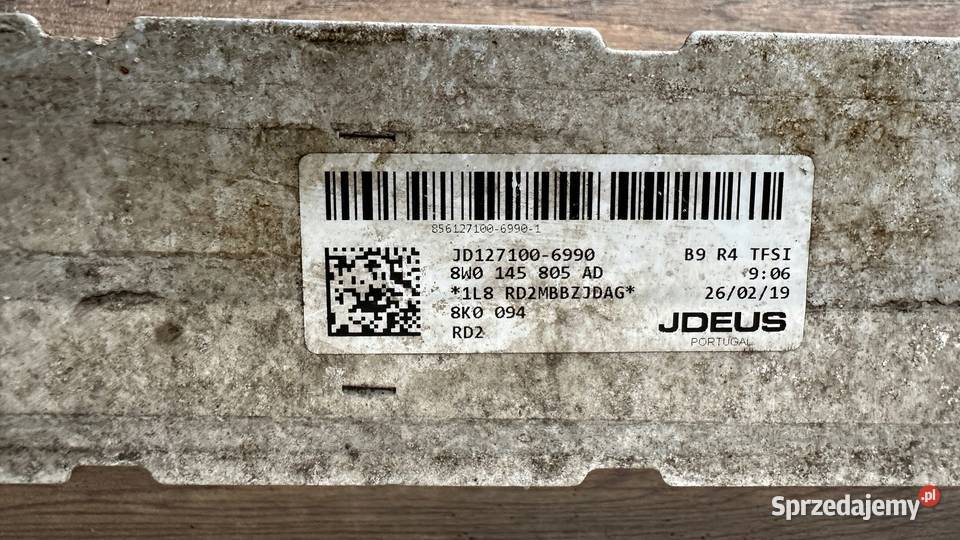 856127100-6990-1
JD127100-6990 B9 R4 TFSI
8W0 145 805 AD 9:06
*1L8 RD2MBBZJDAG* 26/02/19
8K0 094
RD2
JDEUS
PORTUGAL
Sprzedajemy.pl